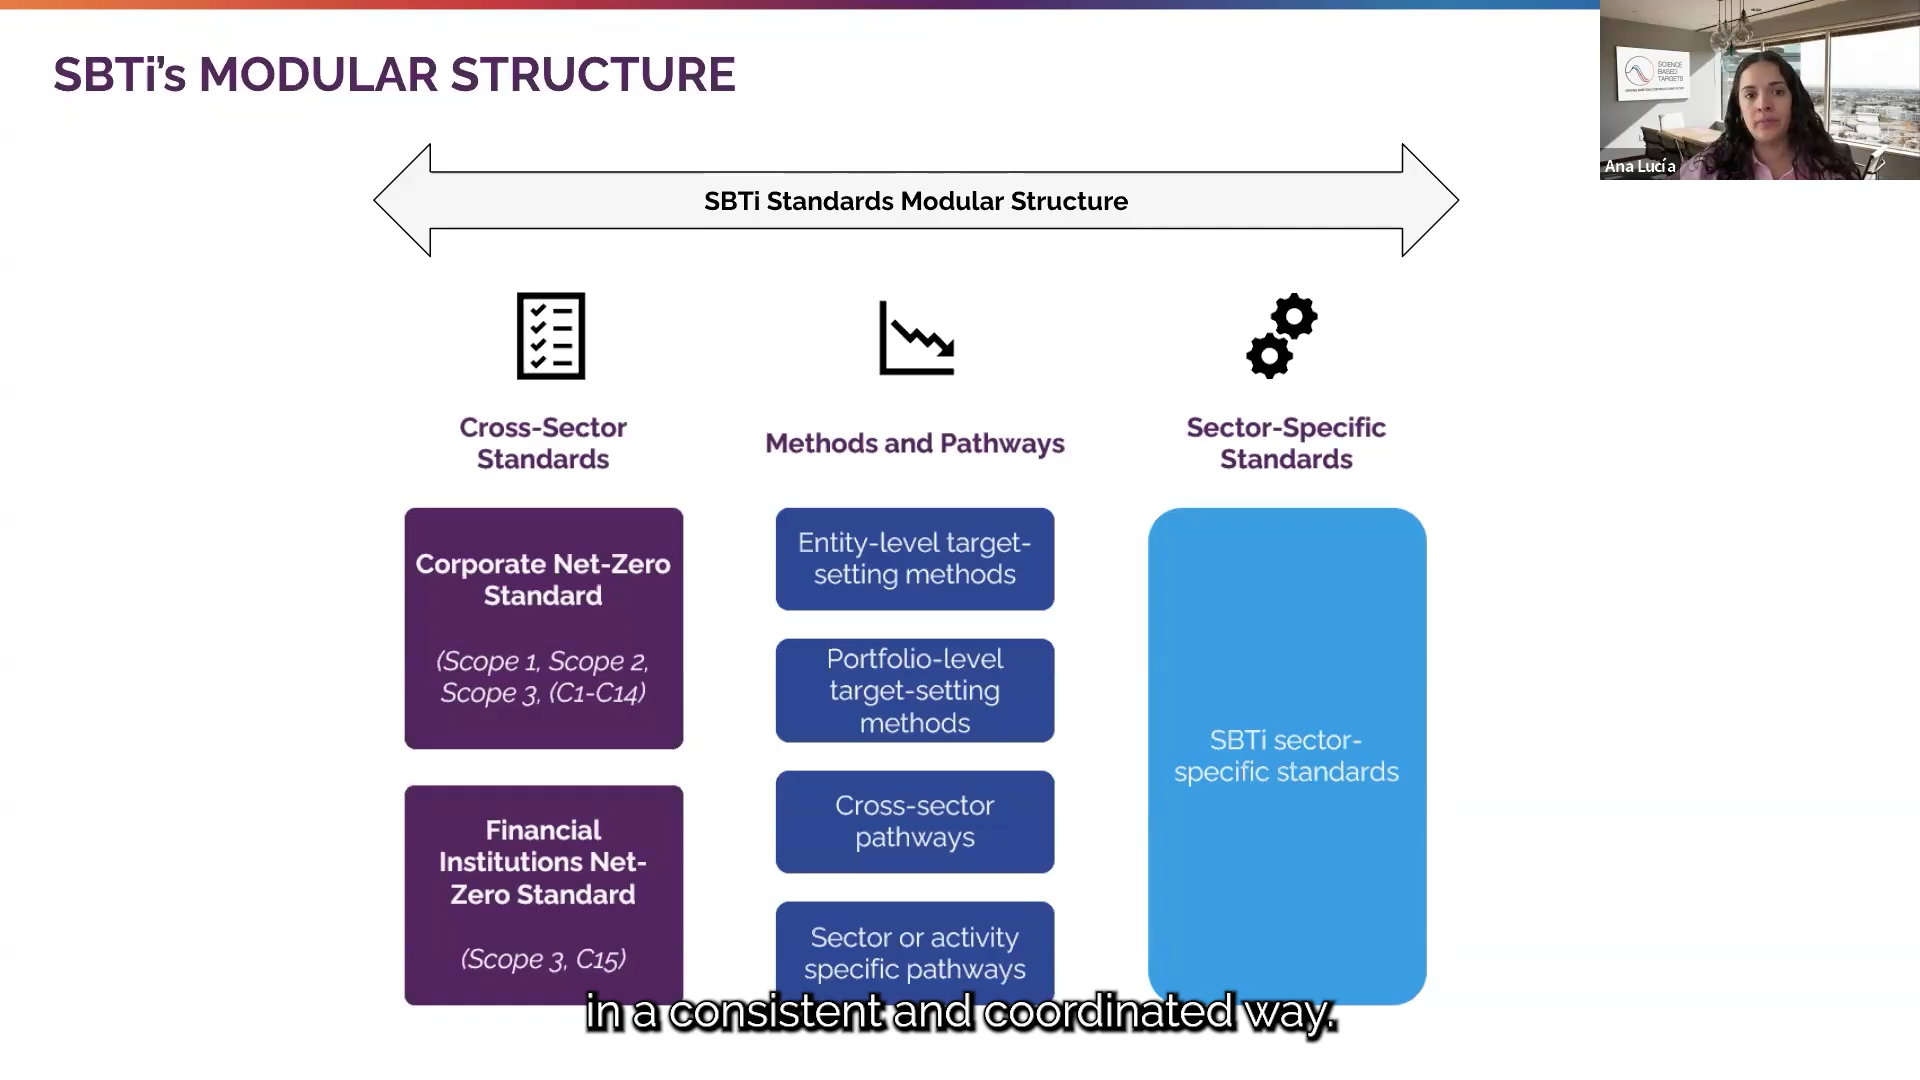 SBTi’s MODULAR STRUCTURE
SCIENCE
BASED
TARGETS
Ana Lucía
SBTi Standards Modular Structure
Cross-Sector
Standards
Corporate Net-Zero
Standard
(Scope 1, Scope 2,
Scope 3, (C1-C14)
Financial
Institutions Net-
Zero Standard
(Scope 3, C15)
Methods and Pathways
Entity-level target-
setting methods
Portfolio-level
target-setting
methods
Cross-sector
pathways
Sector or activity
specific pathways
Sector-Specific
Standards
SBTi sector-
specific standards
in a consistent and coordinated way.